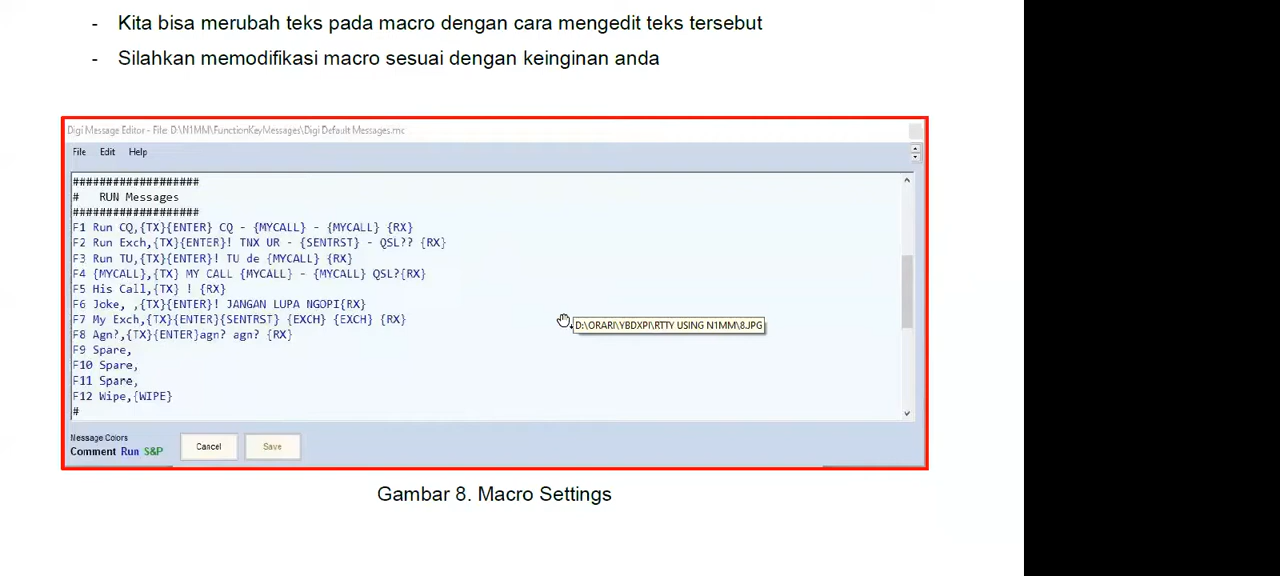 - Kita bisa merubah teks pada macro dengan cara mengedit teks tersebut
- Silahkan memodifikasi macro sesuai dengan keinginan anda
Digi Message Editor - File: D:\N1MM\FunctionKeyMessages\Digi Default Messages.mc
File Edit Help
###################
# RUN Messages
###################
F1 Run CQ,{TX}{ENTER} CQ - {MYCALL} - {MYCALL} {RX}
F2 Run Exch,{TX}{ENTER}! TNX UR - {SENTRST} - QSL?? {RX}
F3 Run TU,{TX}{ENTER}! TU de {MYCALL} {RX}
F4 {MYCALL},{TX} MY CALL {MYCALL} - {MYCALL} QSL?{RX}
F5 His Call,{TX} ! {RX}
F6 Joke, ,{TX}{ENTER}! JANGAN LUPA NGOPI{RX}
F7 My Exch,{TX}{ENTER}{SENTRST} {EXCH} {EXCH} {RX}
D:\ORARI\YBDXPI\RTTY USING N1MM\8.JPG
F8 Agn?,{TX}{ENTER}agn? agn? {RX}
F9 Spare,
F10 Spare,
F11 Spare,
F12 Wipe,{WIPE}
#
Message Colors
Comment Run S&P
Cancel Save
Gambar 8. Macro Settings